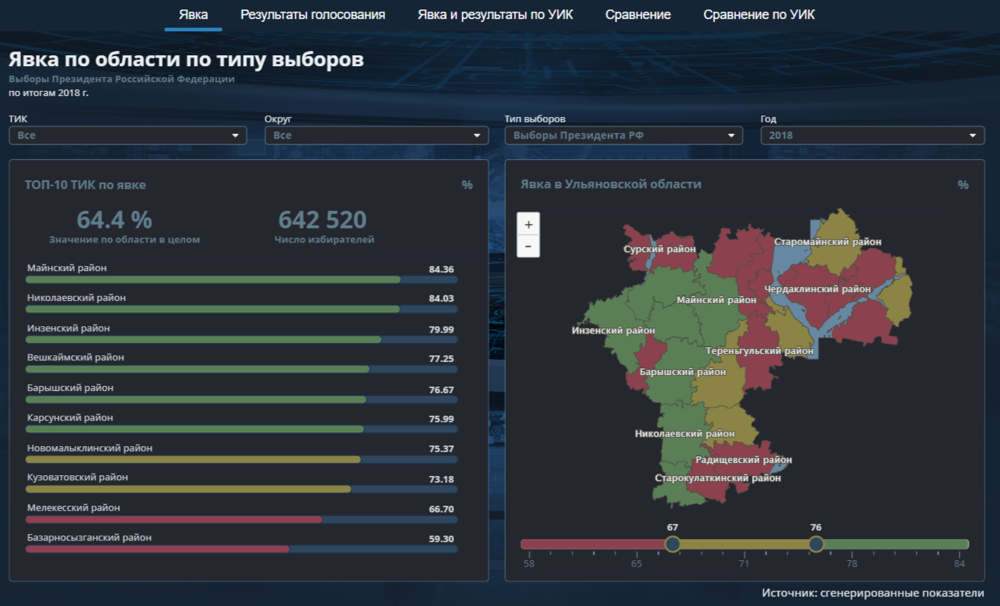 Явка Результаты голосования Явка и результаты по УИК Сравнение Сравнение по УИК
Явка по области по типу выборов
Выборы Президента Российской Федерации
по итогам 2018 г.
ТИК Округ Тип выборов Год
Все Все Выборы Президента РФ 2018
ТОП-10 ТИК по явке %
64.4 % 642 520
Значение по области в целом Число избирателей
Майнский район 84.36
Николаевский район 84.03
Инзенский район 79.99
Вешкаймский район 77.25
Барышский район 76.67
Карсунский район 75.99
Новомалыклинский район 75.37
Кузоватовский район 73.18
Мелекесский район 66.70
Базарносызганский район 59.30
Явка в Ульяновской области %
+
−
Старомайнский район
Сурский район
Чердаклинский район
Майнский район
Инзенский район
Тереньгульский район
Барышский район
Николаевский район
Радищевский район
Старокулаткинский район
67 76
58 65 71 78 84
Источник: сгенерированные показатели